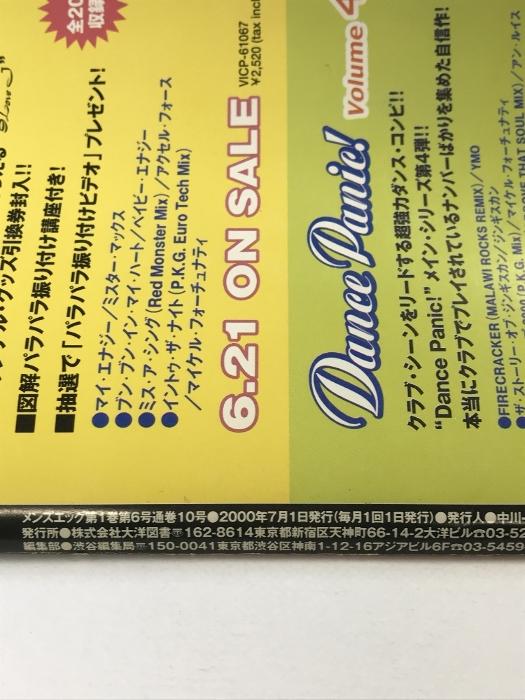 全20
収録
■図解パラパラ振り付け講座付き!
■抽選で「パラパラ振り付けビデオ」プレゼント!
●マイ・エナジー/ミスター・マックス
●ブン・ブン・イン・マイ・ハート/ベイビー・エナジー
●ミス・ア・シング(Red Monster Mix)/アクセル・フォース
●イントゥ・ザ・ナイト(P.K.G. Euro Tech Mix)
/マイケル・フォーチュナティ
6.21 ON SALE
VICP-61067
¥2,520 (tax incl
Dance Panic!
Volume 4
クラブ・シーンをリードする超強力ダンス・コンピ!!
"Dance Panic!"メイン・シリーズ第4弾!!
本当にクラブでプレイされているナンバーばかりを集めた自信作!
●FIRECRACKER(MALAWI ROCKS REMIX)/YMO
●ザ・ストーリー・オブ・ジンギスカン/ジンギスカン
(P.K.G. Mix)/マイケル・フォーチュナティ
SOUL MIX)/アン・ルイス
メンズエッグ第1巻第6号通巻10号●2000年7月1日発行(毎月1回1日発行)●発行人●中川
発行所●株式会社大洋図書〒162-8614東京都新宿区天神町66-14-2大洋ビル☎03-52
編集部●渋谷編集局〒150-0041東京都渋谷区神南1-12-16アジアビル6F☎03-5459